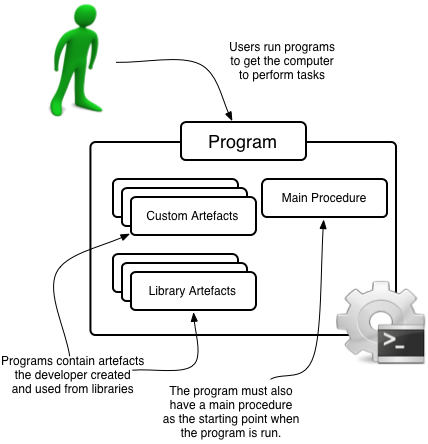 Users run programs
to get the computer
to perform tasks
Program
Custom Artefacts
Main Procedure
Library Artefacts
>_
Programs contain artefacts
the developer created
and used from libraries
The program must also
have a main procedure
as the starting point when
the program is run.